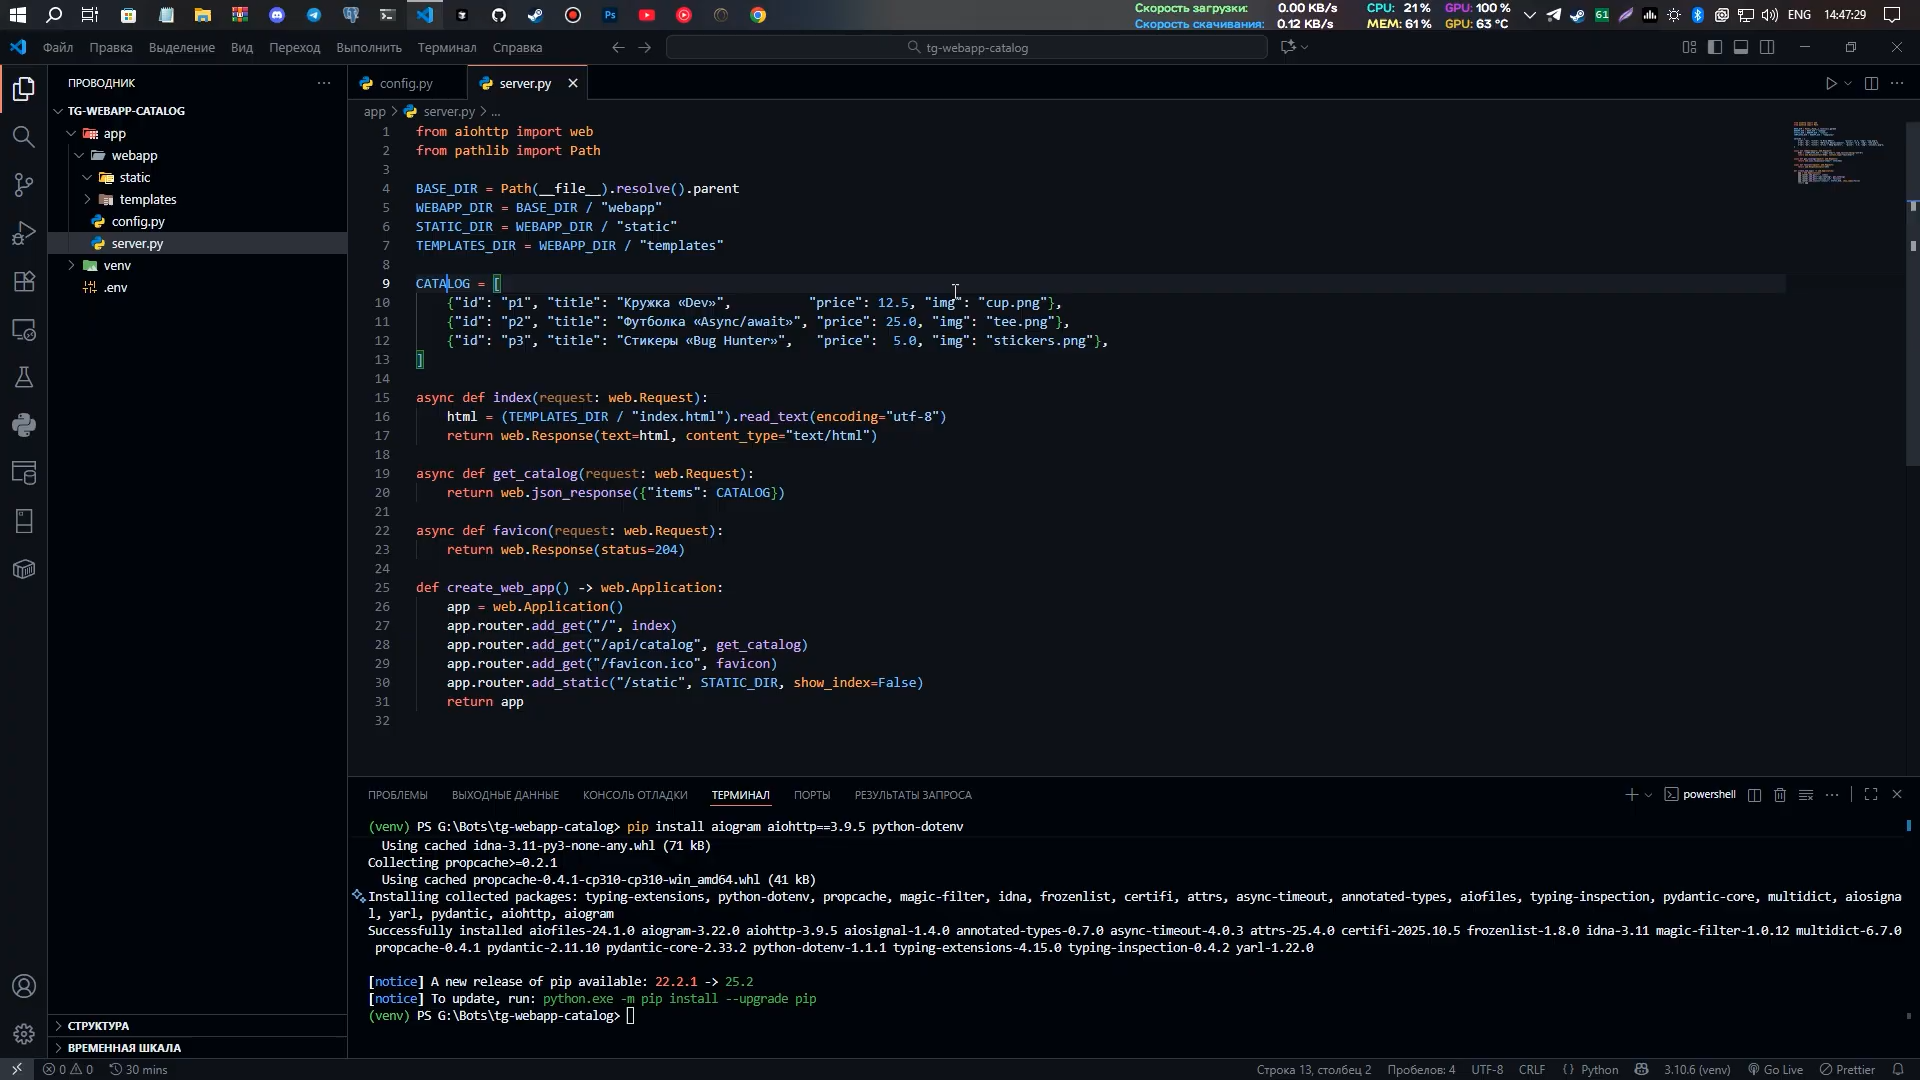 Скорость загрузки: 0.00 KB/s CPU: 21 % GPU: 100 %
Скорость скачивания: 0.12 KB/s MEM: 61 % GPU: 63 °C
61 ENG 14:47:29
Файл Правка Выделение Вид Переход Выполнить Терминал Справка
tg-webapp-catalog
ПРОВОДНИК
TG-WEBAPP-CATALOG
app
webapp
static
templates
config.py
server.py
venv
.env
СТРУКТУРА
ВРЕМЕННАЯ ШКАЛА
config.py server.py
app > server.py > ...
1 from aiohttp import web
2 from pathlib import Path
3
4 BASE_DIR = Path(__file__).resolve().parent
5 WEBAPP_DIR = BASE_DIR / "webapp"
6 STATIC_DIR = WEBAPP_DIR / "static"
7 TEMPLATES_DIR = WEBAPP_DIR / "templates"
8
9 CATALOG = [
10 {"id": "p1", "title": "Кружка «Dev»", "price": 12.5, "img": "cup.png"},
11 {"id": "p2", "title": "Футболка «Async/await»", "price": 25.0, "img": "tee.png"},
12 {"id": "p3", "title": "Стикеры «Bug Hunter»", "price": 5.0, "img": "stickers.png"},
13 ]
14
15 async def index(request: web.Request):
16 html = (TEMPLATES_DIR / "index.html").read_text(encoding="utf-8")
17 return web.Response(text=html, content_type="text/html")
18
19 async def get_catalog(request: web.Request):
20 return web.json_response({"items": CATALOG})
21
22 async def favicon(request: web.Request):
23 return web.Response(status=204)
24
25 def create_web_app() -> web.Application:
26 app = web.Application()
27 app.router.add_get("/", index)
28 app.router.add_get("/api/catalog", get_catalog)
29 app.router.add_get("/favicon.ico", favicon)
30 app.router.add_static("/static", STATIC_DIR, show_index=False)
31 return app
32
ПРОБЛЕМЫ ВЫХОДНЫЕ ДАННЫЕ КОНСОЛЬ ОТЛАДКИ ТЕРМИНАЛ ПОРТЫ РЕЗУЛЬТАТЫ ЗАПРОСА powershell
(venv) PS G:\Bots\tg-webapp-catalog> pip install aiogram aiohttp==3.9.5 python-dotenv
Using cached idna-3.11-py3-none-any.whl (71 kB)
Collecting propcache>=0.2.1
Using cached propcache-0.4.1-cp310-cp310-win_amd64.whl (41 kB)
Installing collected packages: typing-extensions, python-dotenv, propcache, magic-filter, idna, frozenlist, certifi, attrs, async-timeout, annotated-types, aiofiles, typing-inspection, pydantic-core, multidict, aiosigna
l, yarl, pydantic, aiohttp, aiogram
Successfully installed aiofiles-24.1.0 aiogram-3.22.0 aiohttp-3.9.5 aiosignal-1.4.0 annotated-types-0.7.0 async-timeout-4.0.3 attrs-25.4.0 certifi-2025.10.5 frozenlist-1.8.0 idna-3.11 magic-filter-1.0.12 multidict-6.7.0
propcache-0.4.1 pydantic-2.11.10 pydantic-core-2.33.2 python-dotenv-1.1.1 typing-extensions-4.15.0 typing-inspection-0.4.2 yarl-1.22.0
[notice] A new release of pip available: 22.2.1 -> 25.2
[notice] To update, run: python.exe -m pip install --upgrade pip
(venv) PS G:\Bots\tg-webapp-catalog>
0 0 30 mins Строка 13, столбец 2 Пробелов: 4 UTF-8 CRLF {} Python 3.10.6 (venv) Go Live Prettier